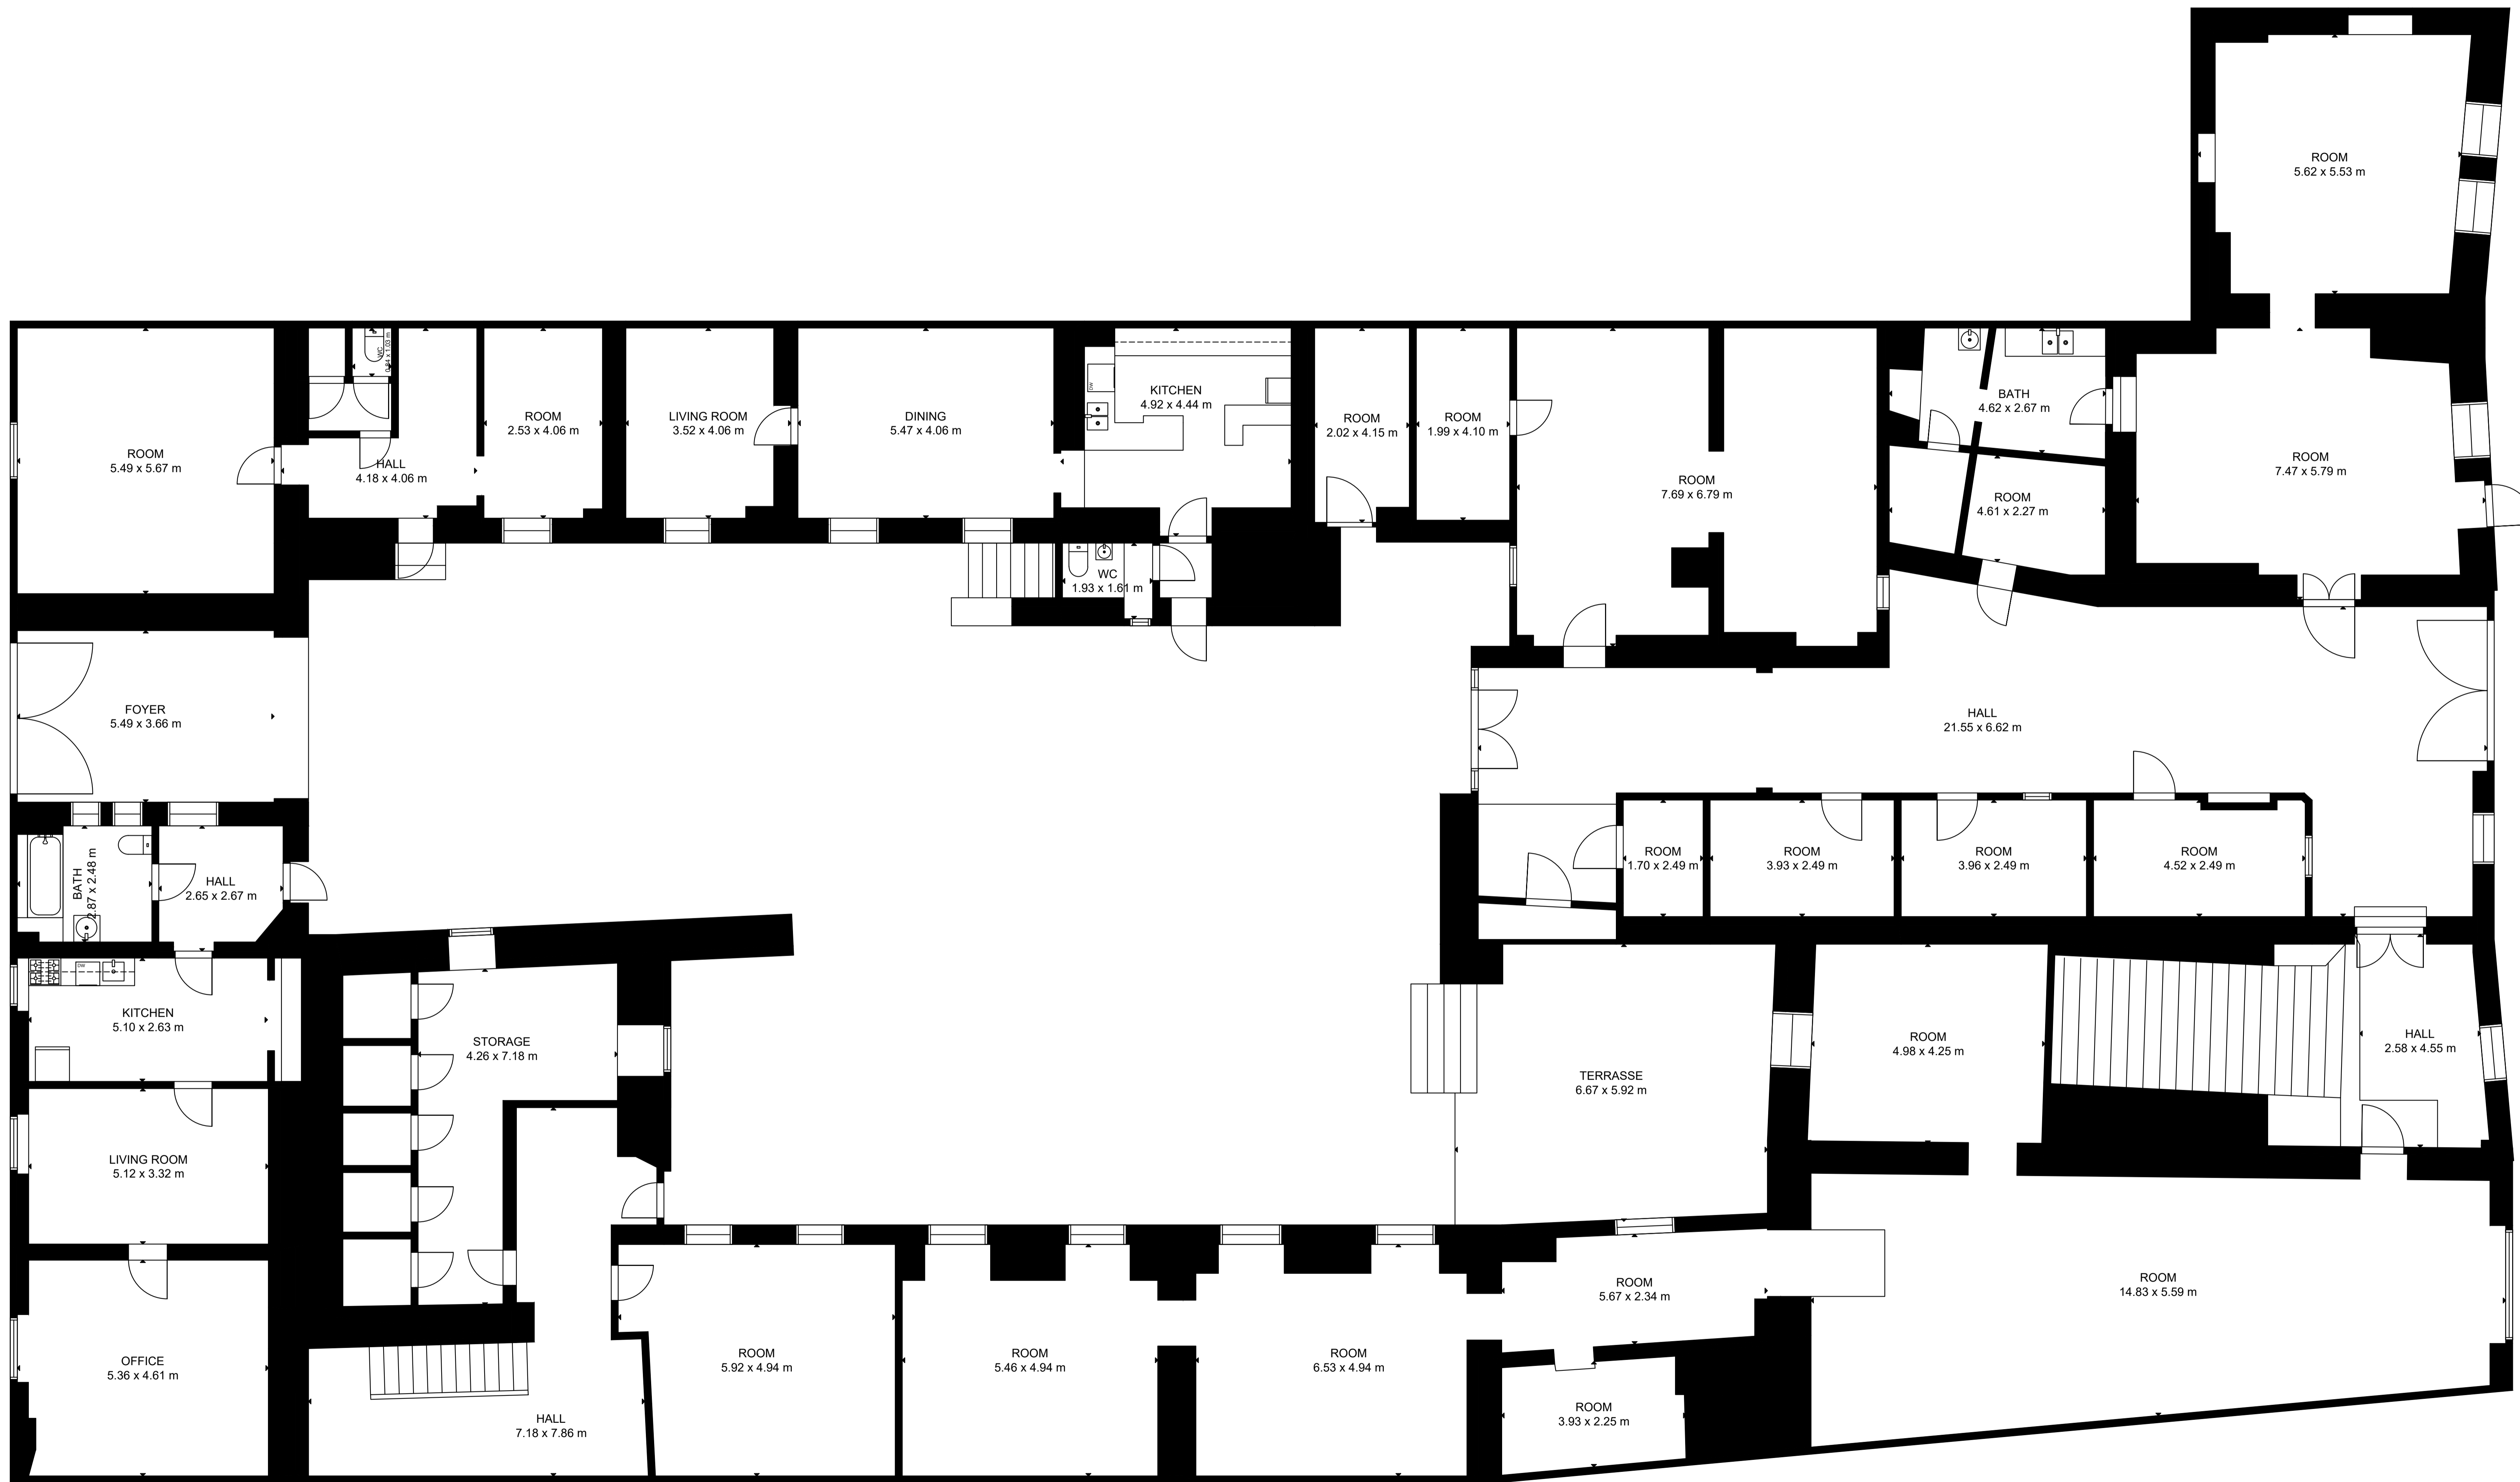 ROOM
5.62 x 5.53 m
WC
0.84 x 1.03 m
ROOM
5.49 x 5.67 m
HALL
4.18 x 4.06 m
ROOM
2.53 x 4.06 m
LIVING ROOM
3.52 x 4.06 m
DINING
5.47 x 4.06 m
DW
KITCHEN
4.92 x 4.44 m
ROOM
2.02 x 4.15 m
ROOM
1.99 x 4.10 m
ROOM
7.69 x 6.79 m
BATH
4.62 x 2.67 m
ROOM
4.61 x 2.27 m
ROOM
7.47 x 5.79 m
WC
1.93 x 1.61 m
FOYER
5.49 x 3.66 m
HALL
21.55 x 6.62 m
BATH
2.87 x 2.48 m
HALL
2.65 x 2.67 m
ROOM
1.70 x 2.49 m
ROOM
3.93 x 2.49 m
ROOM
3.96 x 2.49 m
ROOM
4.52 x 2.49 m
DW
KITCHEN
5.10 x 2.63 m
STORAGE
4.26 x 7.18 m
TERRASSE
6.67 x 5.92 m
ROOM
4.98 x 4.25 m
HALL
2.58 x 4.55 m
LIVING ROOM
5.12 x 3.32 m
ROOM
5.67 x 2.34 m
ROOM
14.83 x 5.59 m
OFFICE
5.36 x 4.61 m
ROOM
5.92 x 4.94 m
ROOM
5.46 x 4.94 m
ROOM
6.53 x 4.94 m
HALL
7.18 x 7.86 m
ROOM
3.93 x 2.25 m